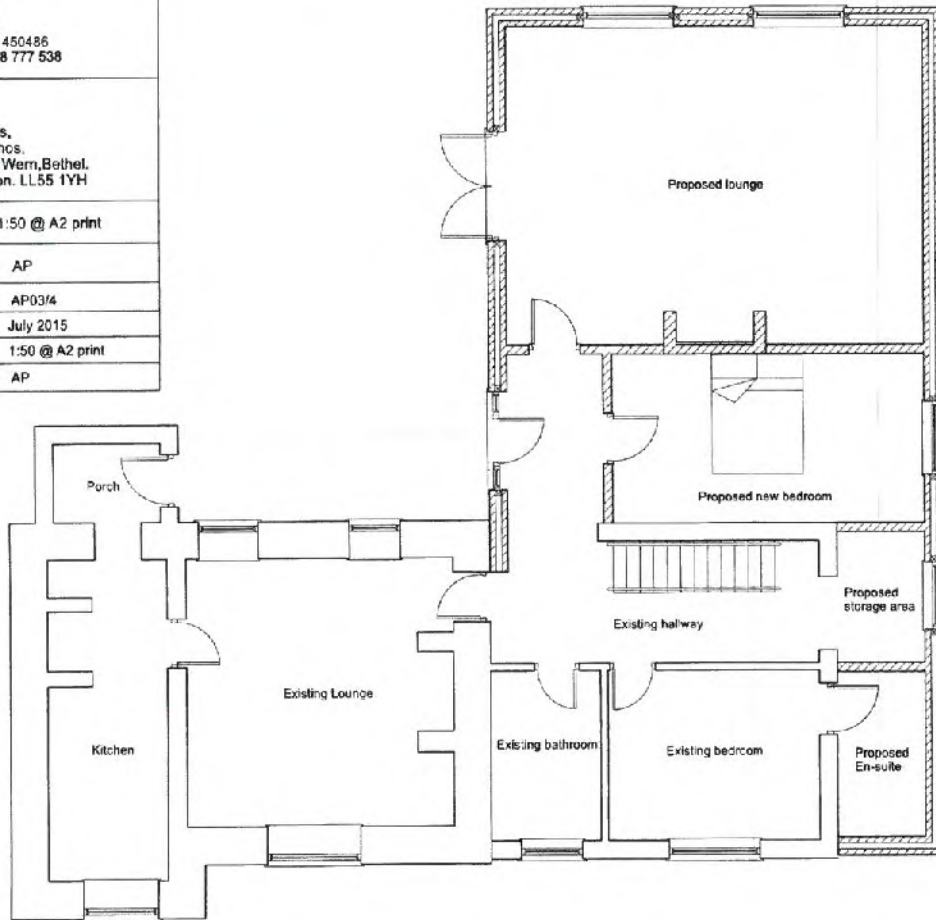 450486
8 777 538
s,
nos,
Wern,Bethel.
on. LL55 1YH
1:50 @ A2 print
AP
AP03/4
July 2015
1:50 @ A2 print
AP
Proposed lounge
Porch
Proposed new bedroom
Proposed
storage area
Existing hallway
Existing Lounge
Kitchen
Existing bathroom
Existing bedroom
Proposed
En-suite